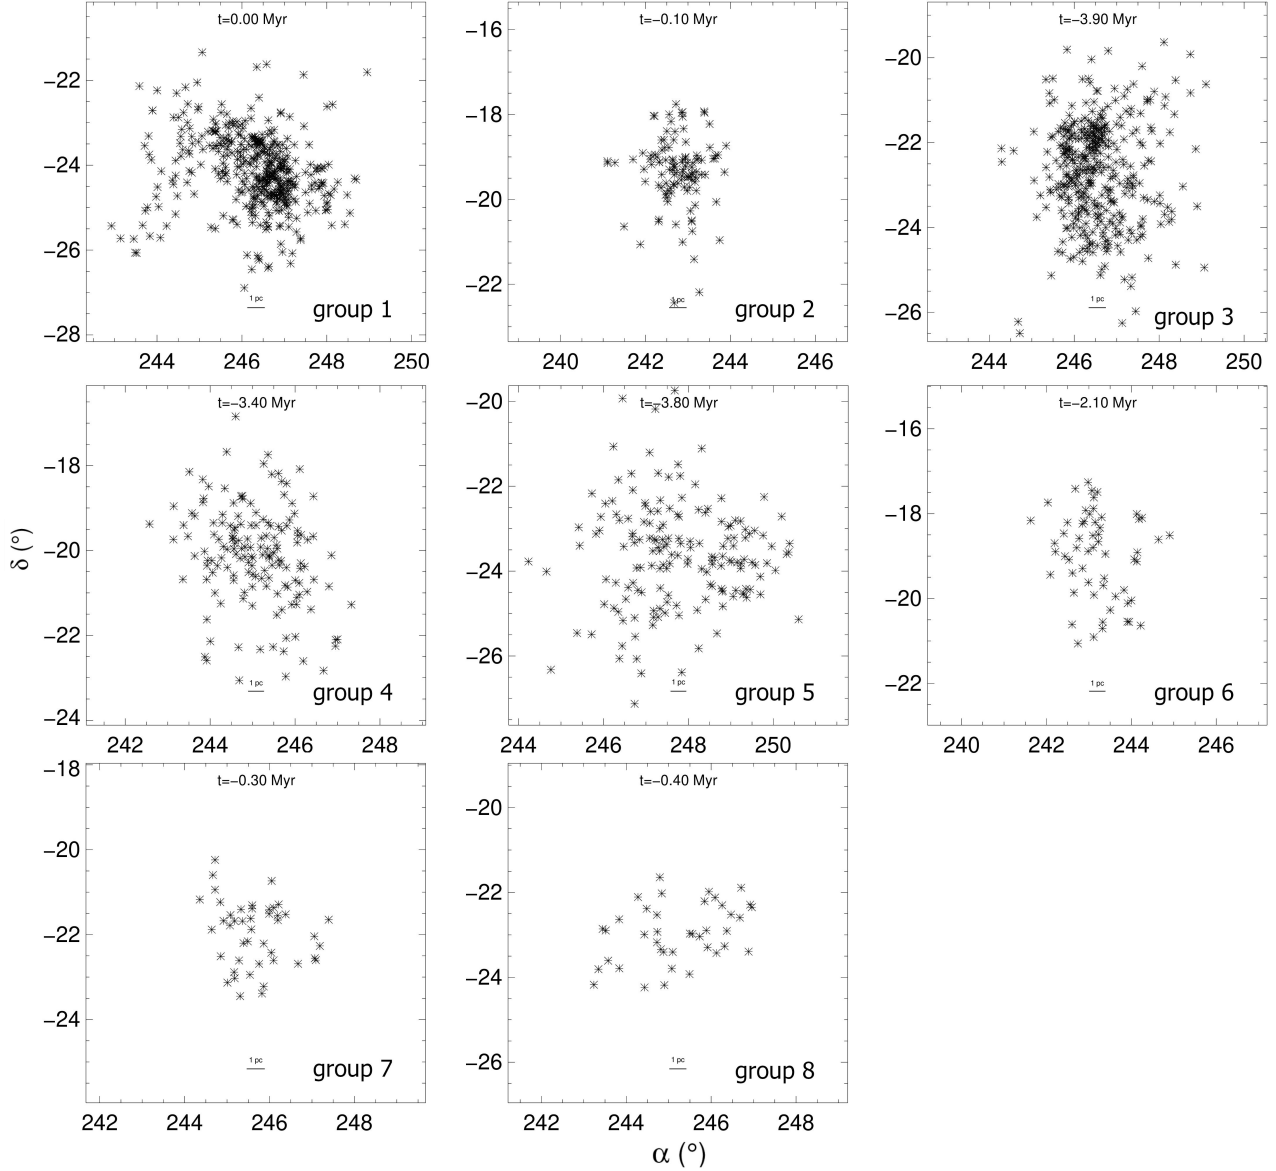 t=0.00 Myr
−22
−24
−26
−28
1 pc
group 1
244 246 248 250
t=−0.10 Myr
−16
−18
−20
−22
1 pc
group 2
240 242 244 246
t=−3.90 Myr
−20
−22
−24
−26
1 pc
group 3
244 246 248 250
t=−3.40 Myr
−18
−20
−22
−24
1 pc
group 4
242 244 246 248
δ (°)
t=−3.80 Myr
−20
−22
−24
−26
1 pc
group 5
244 246 248 250
t=−2.10 Myr
−16
−18
−20
−22
1 pc
group 6
240 242 244 246
t=−0.30 Myr
−18
−20
−22
−24
1 pc
group 7
242 244 246 248
t=−0.40 Myr
−20
−22
−24
−26
1 pc
group 8
242 244 246 248
α (°)